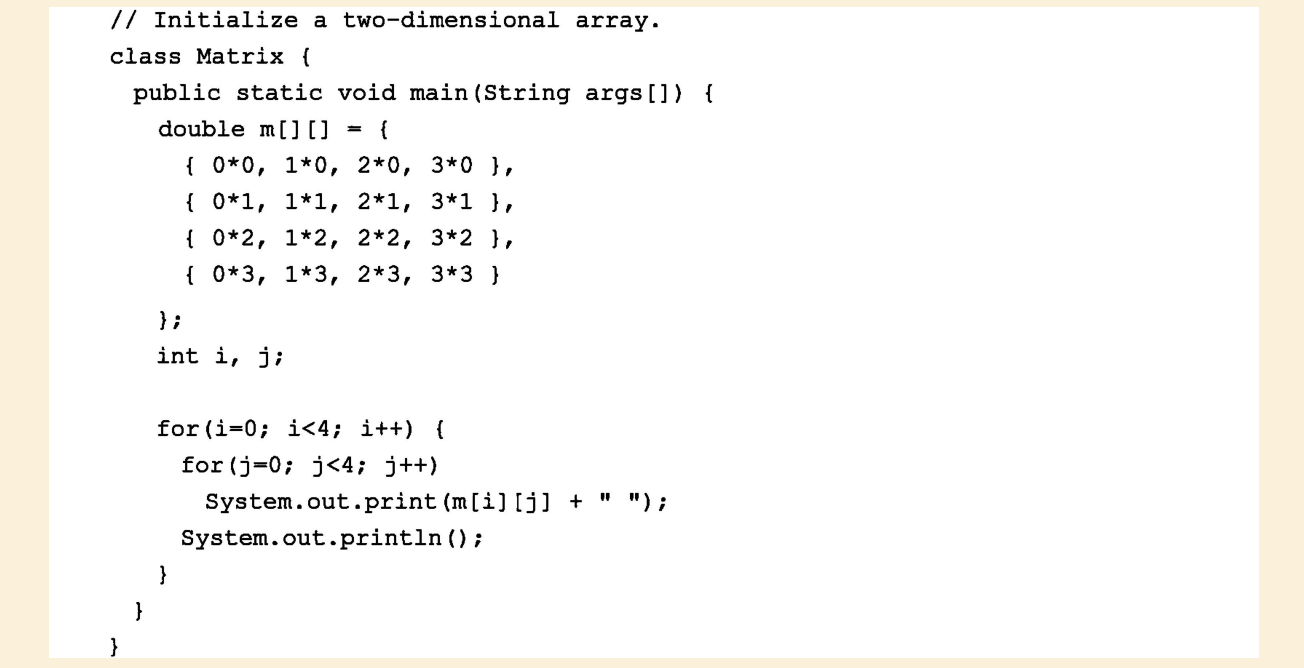 // Initialize a two-dimensional array.
class Matrix {
  public static void main(String args[]) {
    double m[][] = {
      { 0*0, 1*0, 2*0, 3*0 },
      { 0*1, 1*1, 2*1, 3*1 },
      { 0*2, 1*2, 2*2, 3*2 },
      { 0*3, 1*3, 2*3, 3*3 }
    };
    int i, j;

    for(i=0; i<4; i++) {
      for(j=0; j<4; j++)
        System.out.print(m[i][j] + " ");
      System.out.println();
    }
  }
}